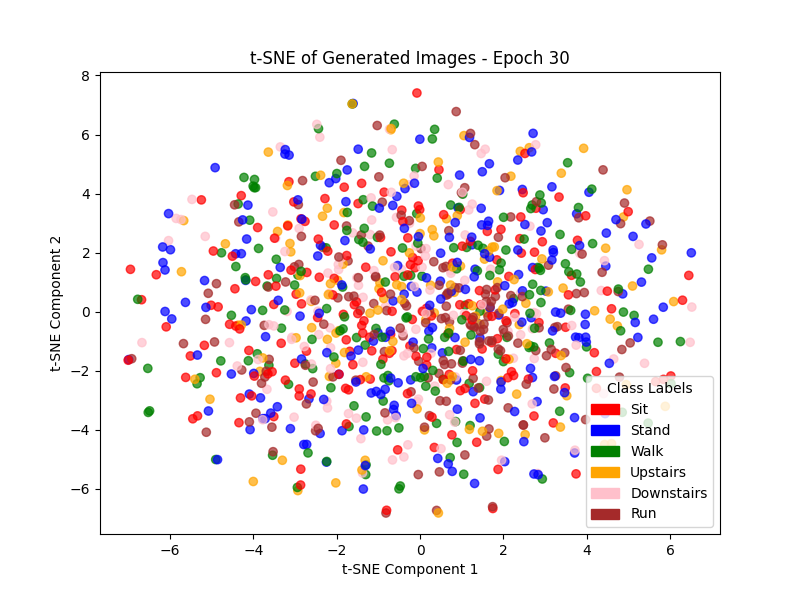 t-SNE of Generated Images - Epoch 30
t-SNE Component 2
8
6
4
2
0
−2
−4
−6
Class Labels
Sit
Stand
Walk
Upstairs
Downstairs
Run
−6 −4 −2 0 2 4 6
t-SNE Component 1